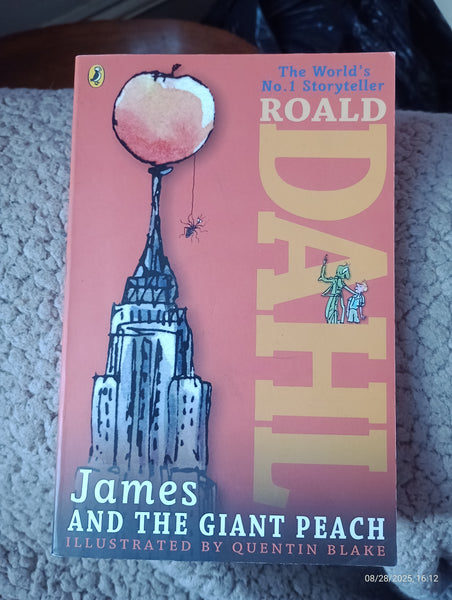 The World's
No.1 Storyteller
ROALD
DAHL
James
AND THE GIANT PEACH
ILLUSTRATED BY QUENTIN BLAKE
08/28/2025, 16:12